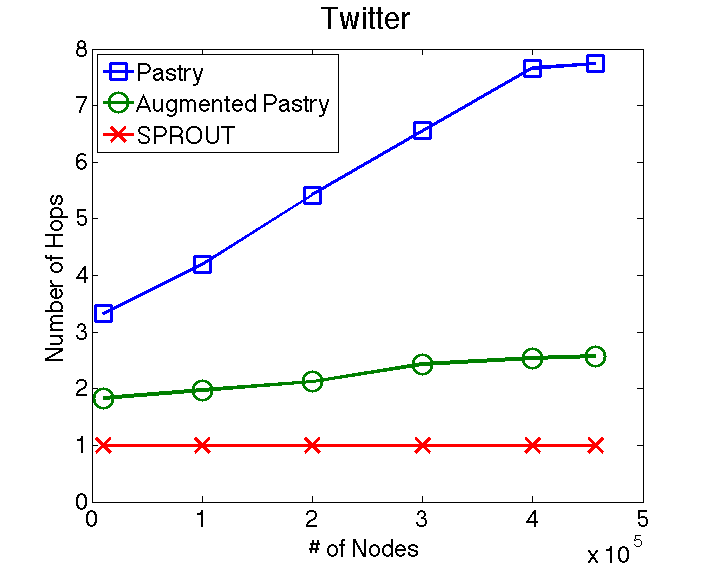 Twitter
8
7
6
5
4
3
2
1
0
Number of Hops
Pastry
Augmented Pastry
SPROUT
0 1 2 3 4 5
# of Nodes
x 10^5